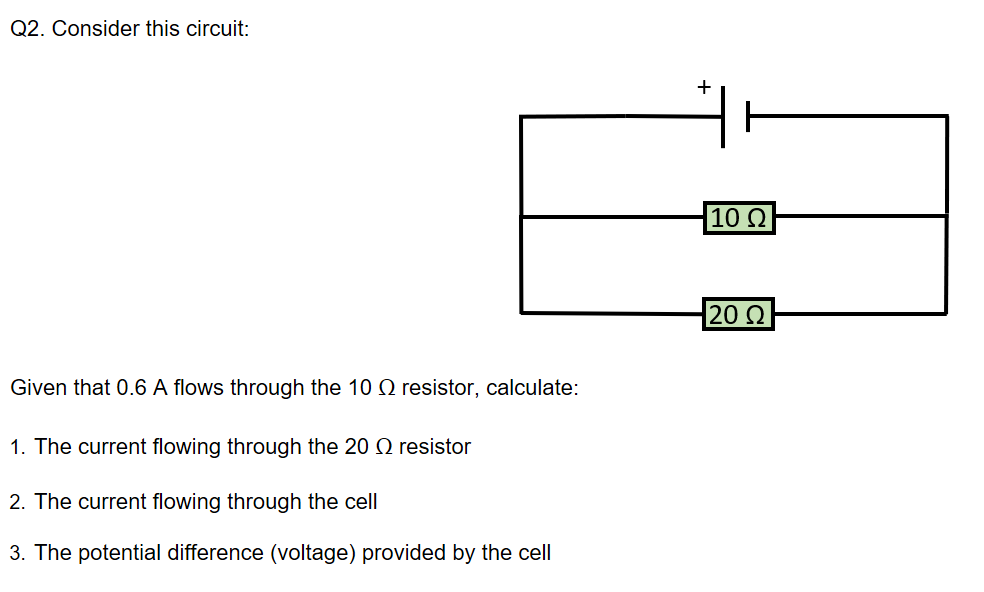 Q2. Consider this circuit:
+
10 Ω
20 Ω
Given that 0.6 A flows through the 10 Ω resistor, calculate:
1. The current flowing through the 20 Ω resistor
2. The current flowing through the cell
3. The potential difference (voltage) provided by the cell